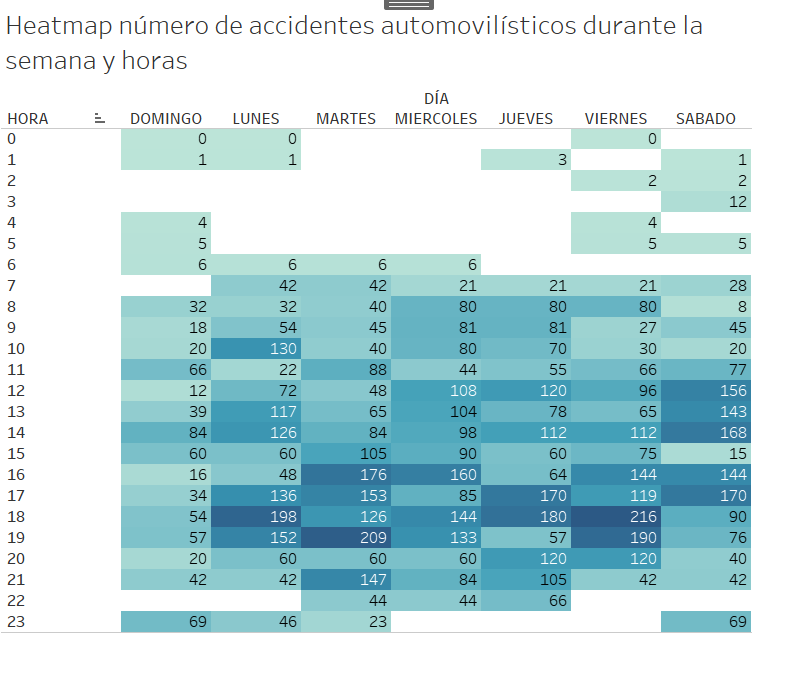 Heatmap número de accidentes automovilísticos durante la
semana y horas
DÍA
HORA DOMINGO LUNES MARTES MIERCOLES JUEVES VIERNES SABADO
0 0 0 0
1 1 1 3 1
2 2 2
3 12
4 4 4
5 5 5 5
6 6 6 6 6
7 42 42 21 21 21 28
8 32 32 40 80 80 80 8
9 18 54 45 81 81 27 45
10 20 130 40 80 70 30 20
11 66 22 88 44 55 66 77
12 12 72 48 108 120 96 156
13 39 117 65 104 78 65 143
14 84 126 84 98 112 112 168
15 60 60 105 90 60 75 15
16 16 48 176 160 64 144 144
17 34 136 153 85 170 119 170
18 54 198 126 144 180 216 90
19 57 152 209 133 57 190 76
20 20 60 60 60 120 120 40
21 42 42 147 84 105 42 42
22 44 44 66
23 69 46 23 69